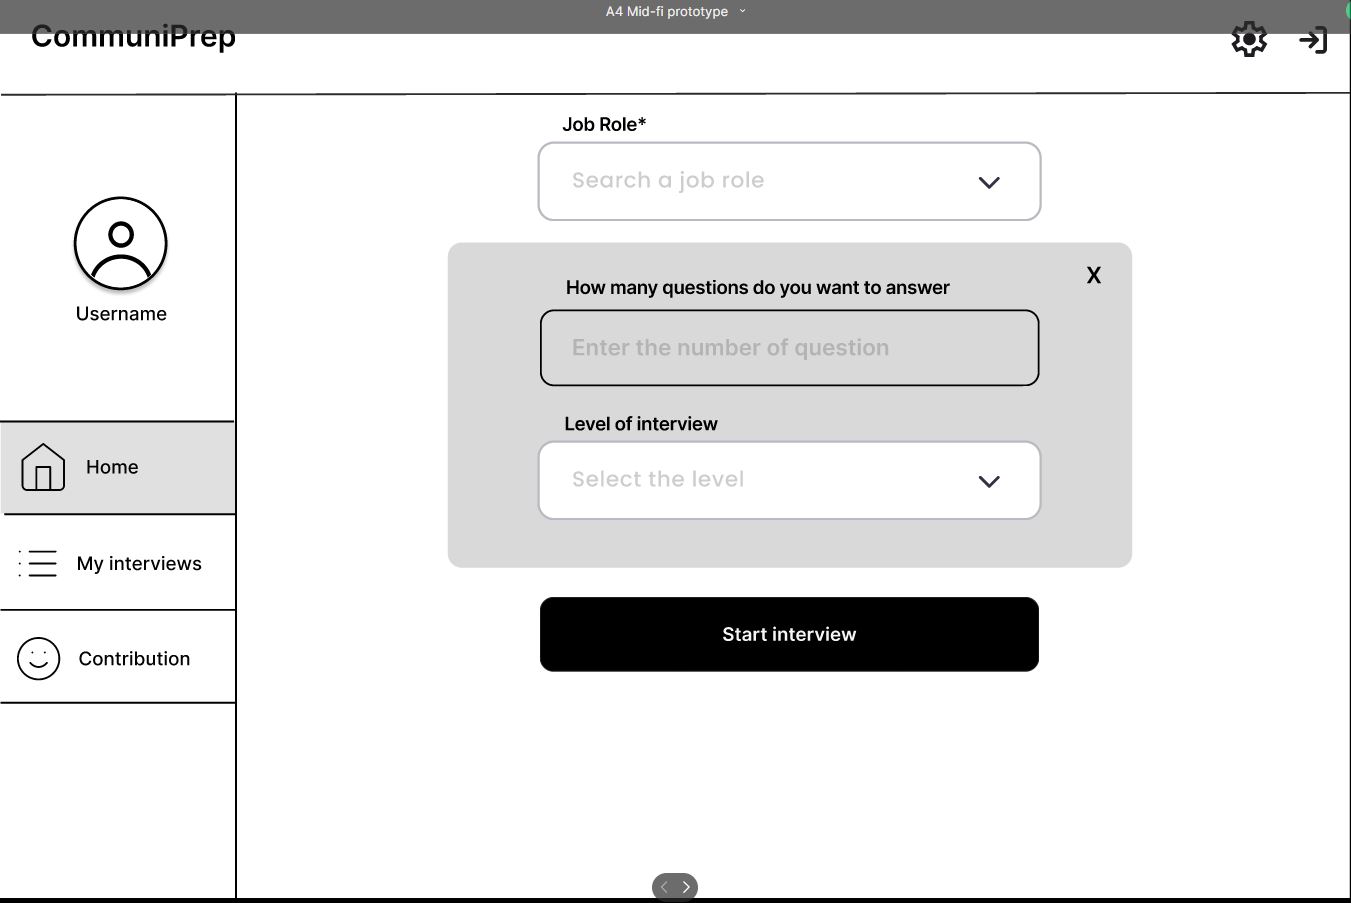 A4 Mid-fi prototype
CommuniPrep
Job Role*
Search a job role
X
How many questions do you want to answer
Enter the number of question
Username
Level of interview
Select the level
Home
My interviews
Start interview
Contribution